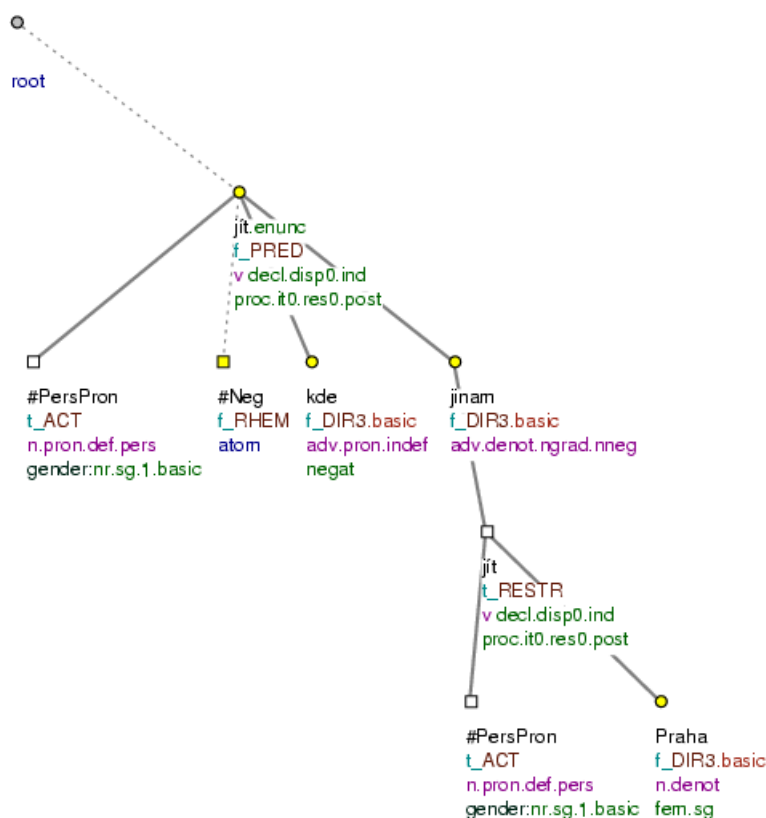 root
jít.enunc
f_PRED
v decl.disp0.ind
proc.it0.res0.post
#PersPron
t_ACT
n.pron.def.pers
gender:nr.sg.1.basic
#Neg
f_RHEM
atom
kde
f_DIR3.basic
adv.pron.indef
negat
jinam
f_DIR3.basic
adv.denot.ngrad.nneg
jít
t_RESTR
v decl.disp0.ind
proc.it0.res0.post
#PersPron
t_ACT
n.pron.def.pers
gender:nr.sg.1.basic
Praha
f_DIR3.basic
n.denot
fem.sg